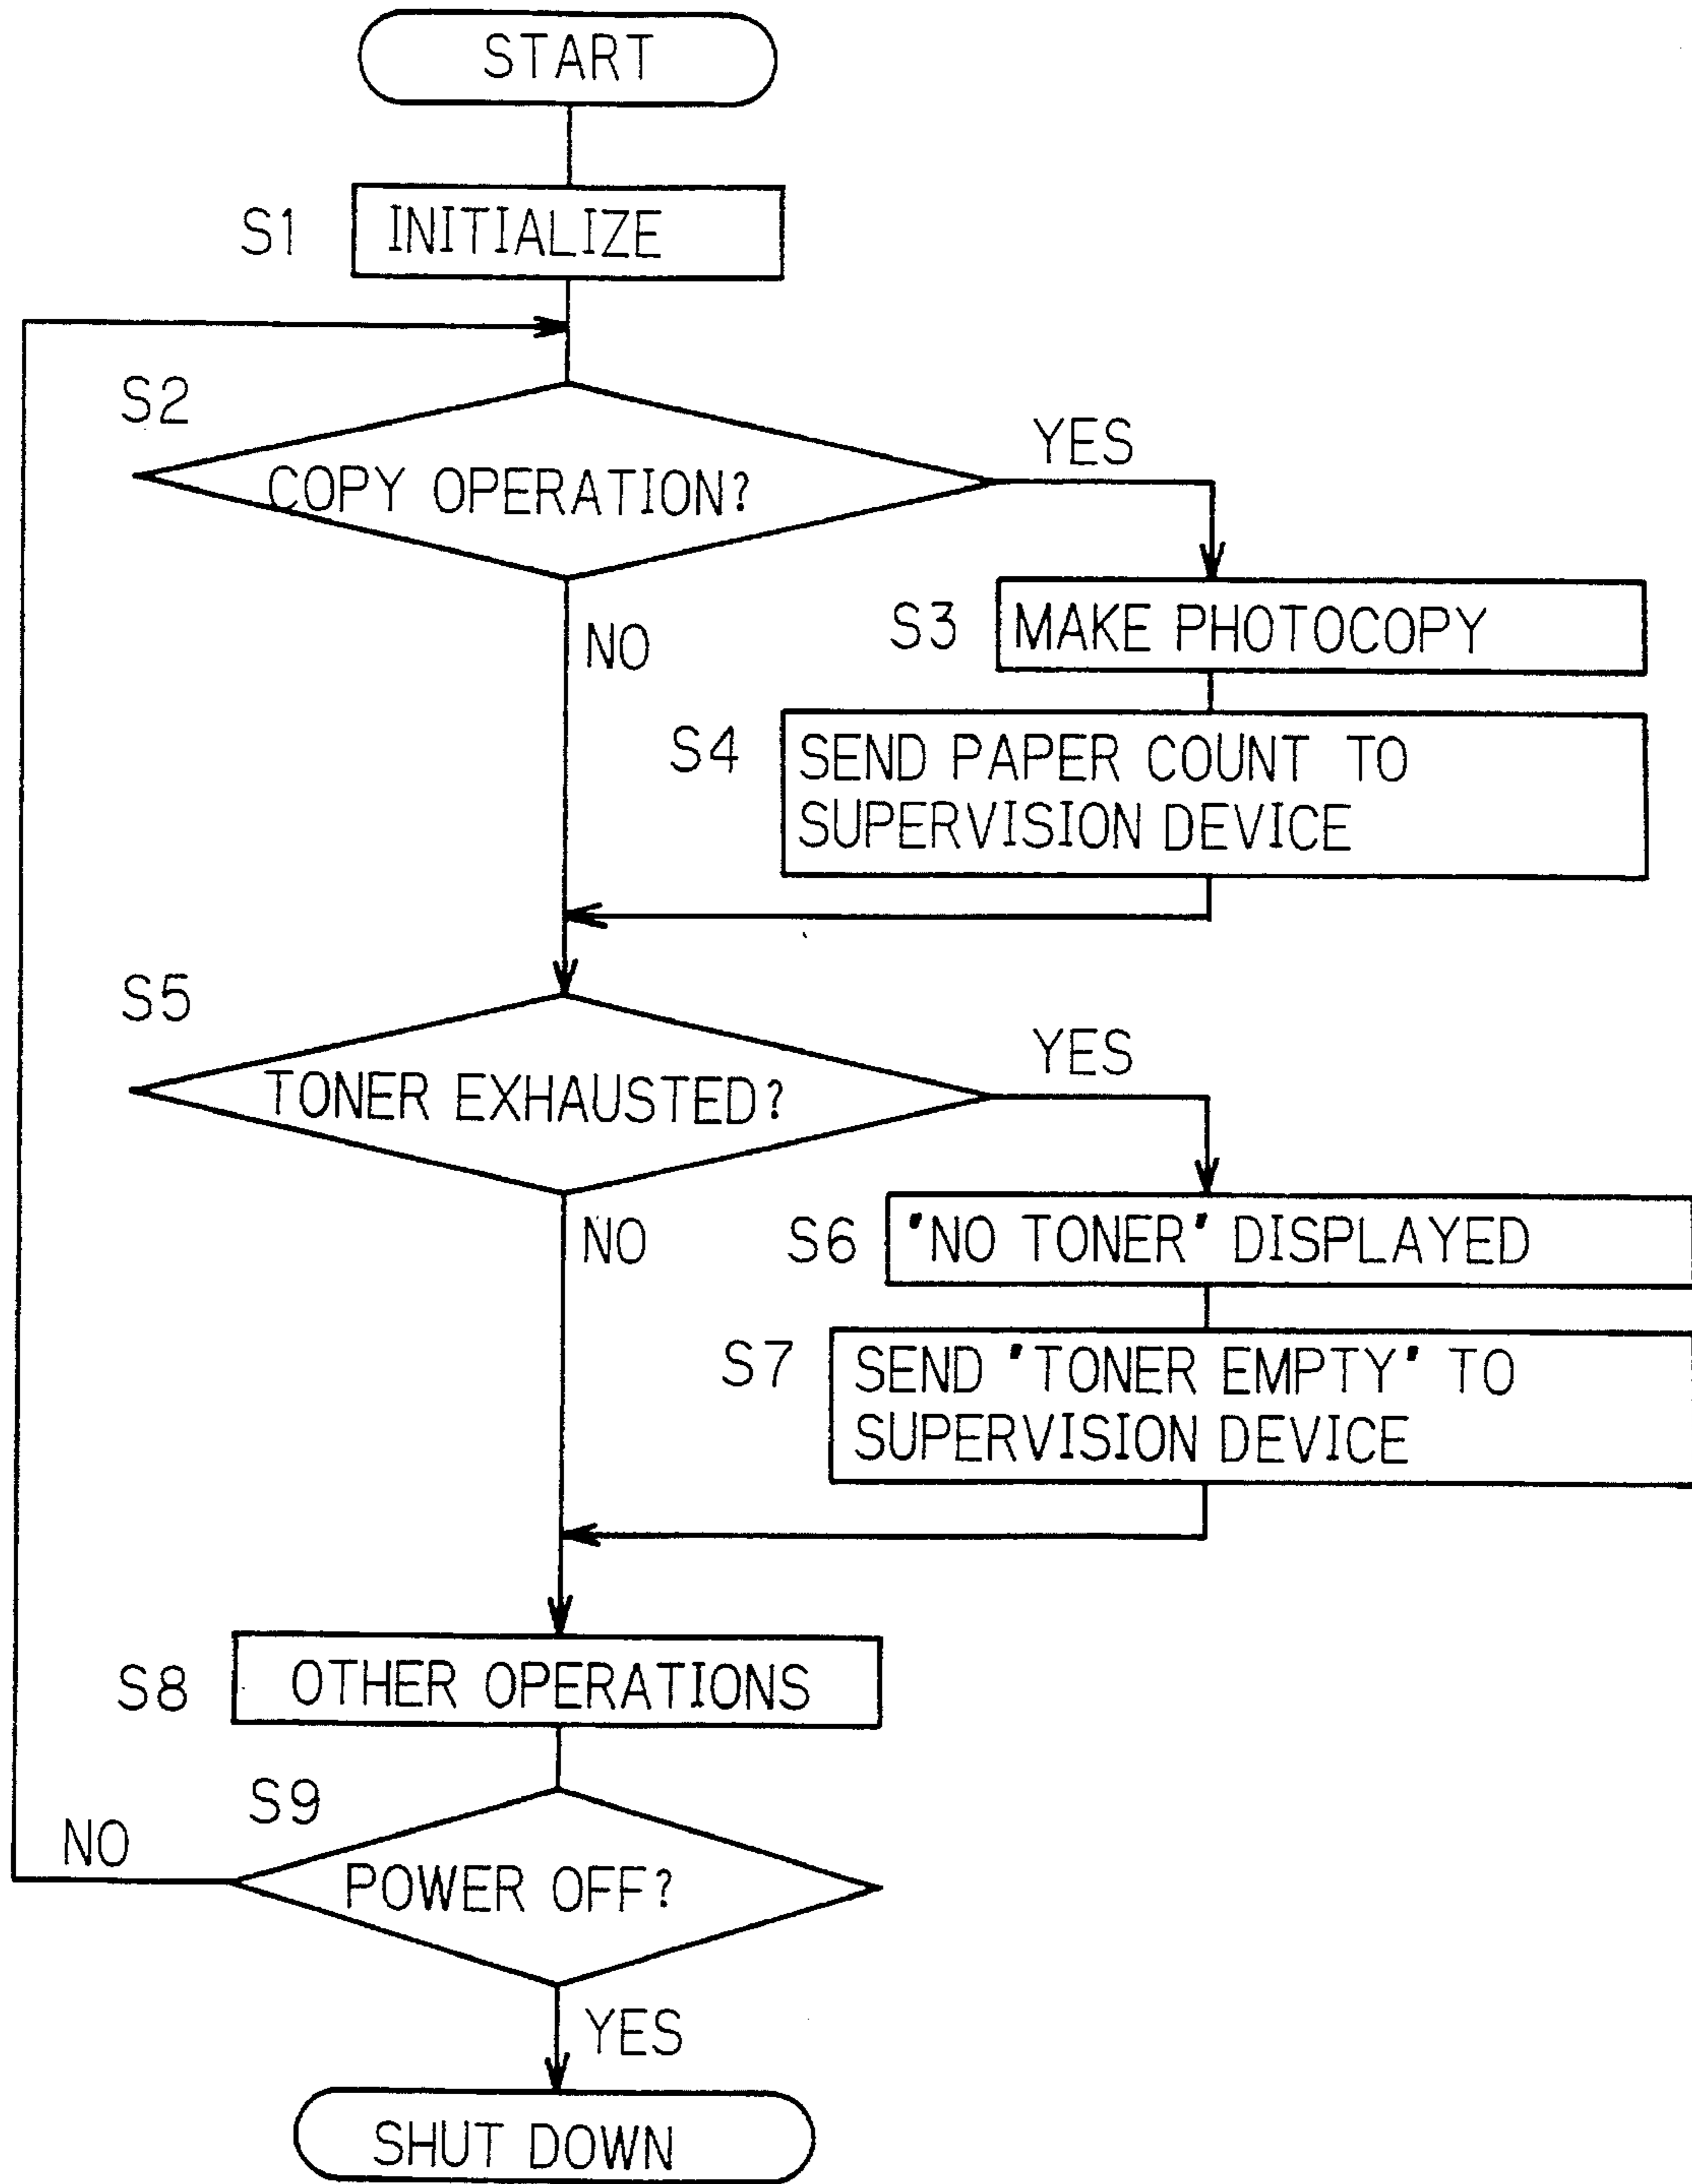 START
S1 INITIALIZE
S2
COPY OPERATION?
YES
NO
S3 MAKE PHOTOCOPY
S4 SEND PAPER COUNT TO
SUPERVISION DEVICE
S5
TONER EXHAUSTED?
YES
NO
S6 "NO TONER" DISPLAYED
S7 SEND "TONER EMPTY" TO
SUPERVISION DEVICE
S8 OTHER OPERATIONS
S9
NO
POWER OFF?
YES
SHUT DOWN